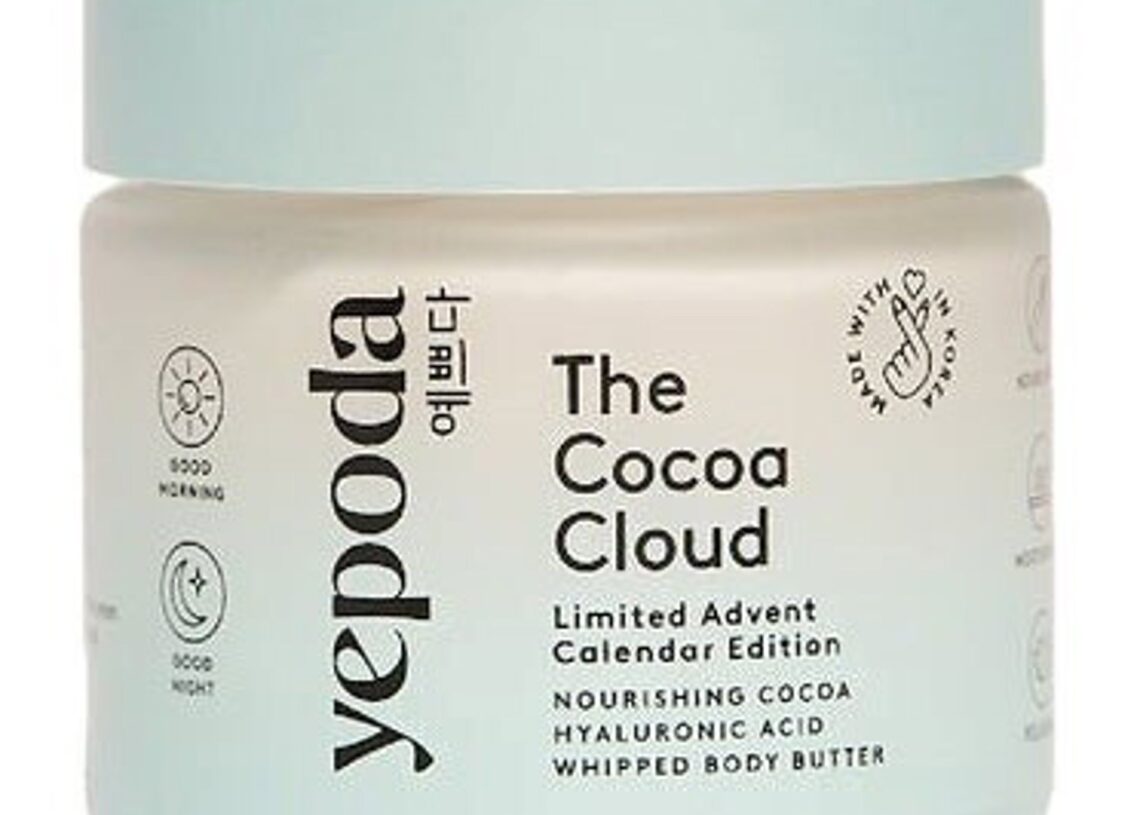 GOOD
MORNING
GOOD
NIGHT
yepoda
예쁘다
The
Cocoa
Cloud
Limited Advent
Calendar Edition
NOURISHING COCOA
HYALURONIC ACID
WHIPPED BODY BUTTER
MADE WITH IN KOREA